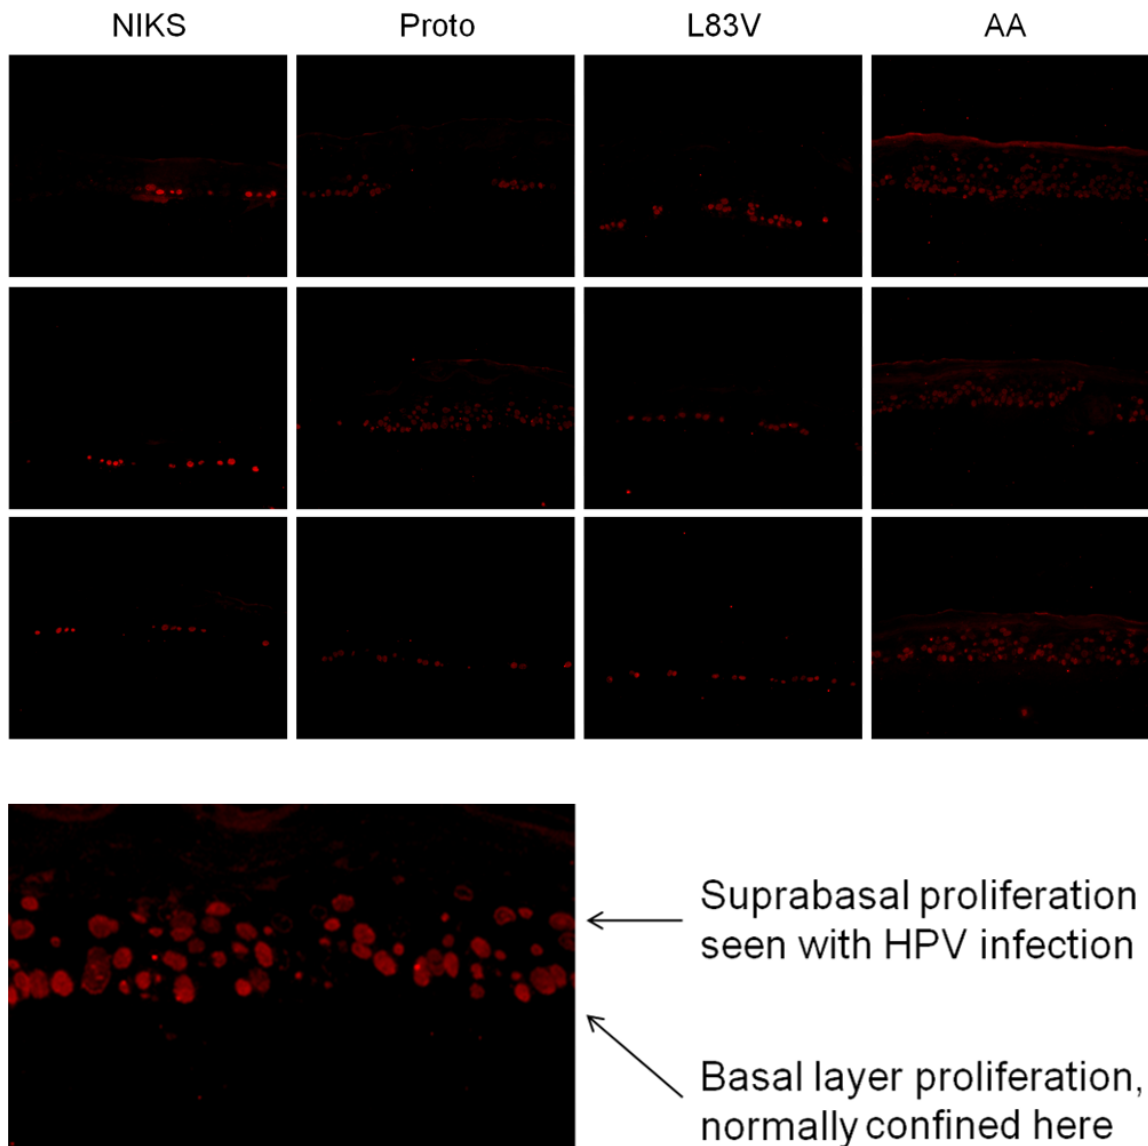 NIKS Proto L83V AA
Suprabasal proliferation
seen with HPV infection
Basal layer proliferation,
normally confined here